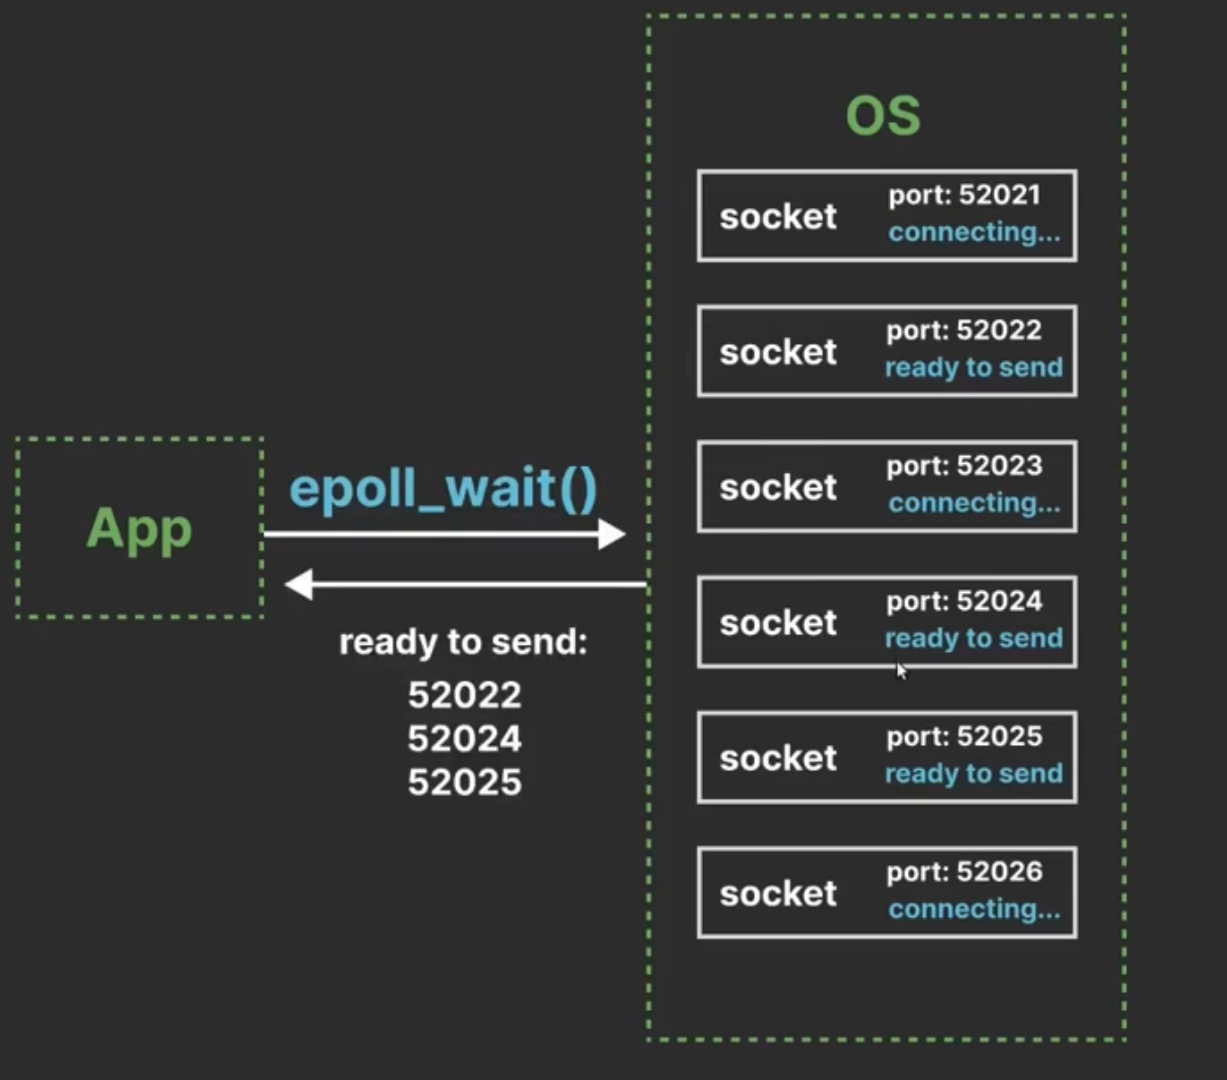 OS
socket
port: 52021
connecting...
socket
port: 52022
ready to send
socket
port: 52023
connecting...
socket
port: 52024
ready to send
socket
port: 52025
ready to send
socket
port: 52026
connecting...
App
epoll_wait()
ready to send:
52022
52024
52025